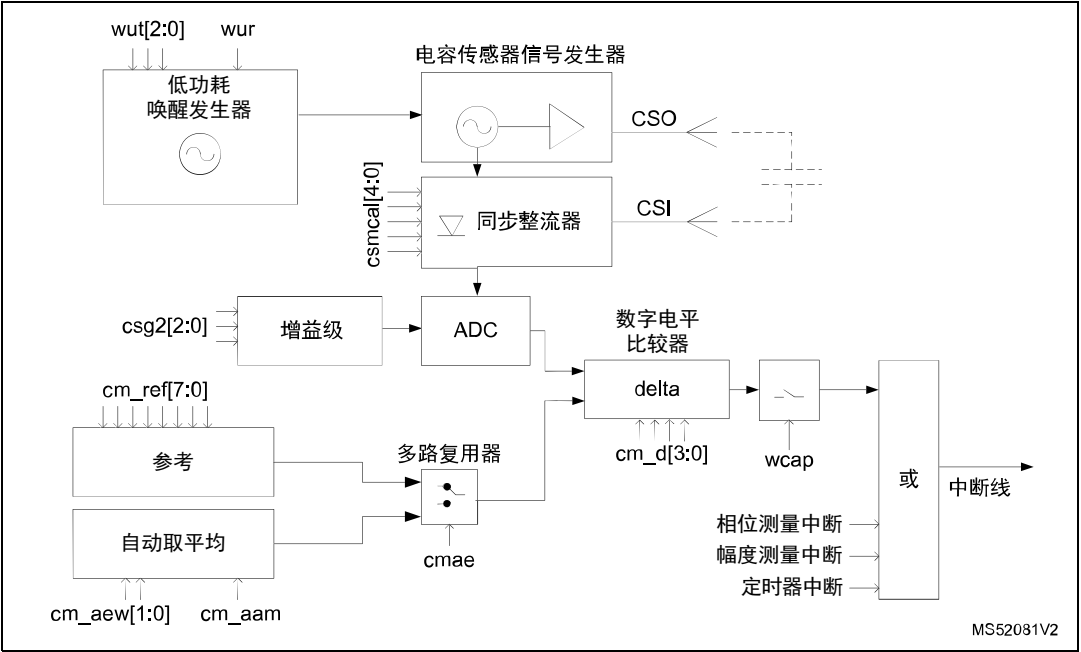 wut[2:0]
wur
低功耗
唤醒发生器
电容传感器信号发生器
CSO
csmcal[4:0]
同步整流器
CSI
csg2[2:0]
增益级
ADC
数字电平
比较器
delta
cm_d[3:0]
wcap
cm_ref[7:0]
参考
多路复用器
cmae
自动取平均
cm_aew[1:0]
cm_aam
或
中断线
相位测量中断
幅度测量中断
定时器中断
MS52081V2